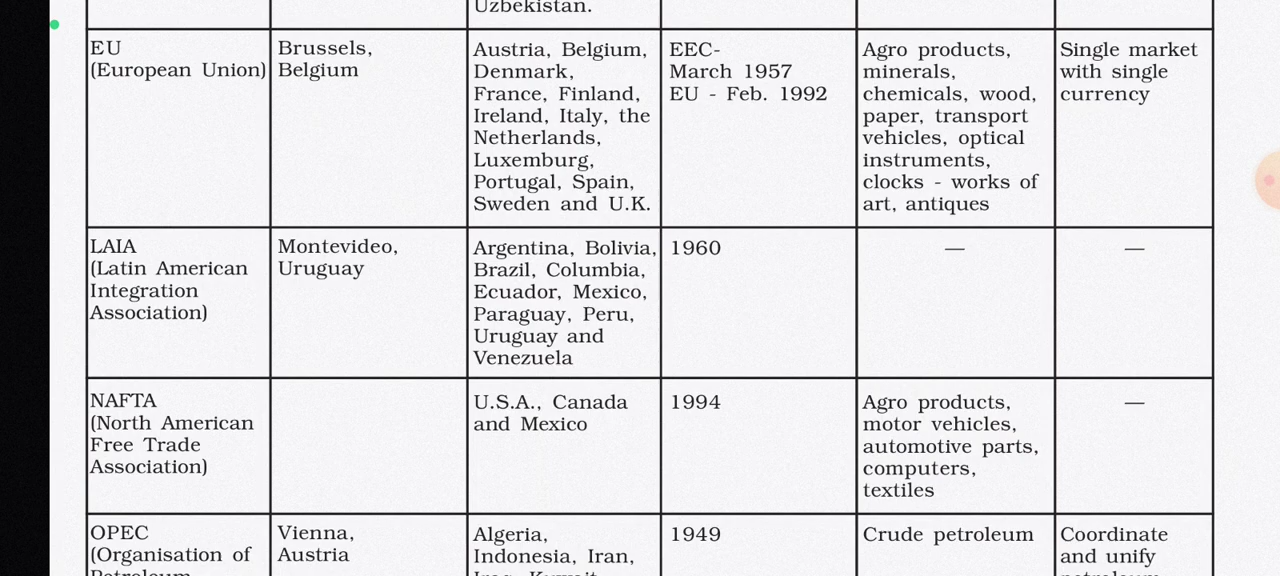 Uzbekistan.
EU
(European Union)
Brussels,
Belgium
Austria, Belgium,
Denmark,
France, Finland,
Ireland, Italy, the
Netherlands,
Luxemburg,
Portugal, Spain,
Sweden and U.K.
EEC-
March 1957
EU - Feb. 1992
Agro products,
minerals,
chemicals, wood,
paper, transport
vehicles, optical
instruments,
clocks - works of
art, antiques
Single market
with single
currency
LAIA
(Latin American
Integration
Association)
Montevideo,
Uruguay
Argentina, Bolivia,
Brazil, Columbia,
Ecuador, Mexico,
Paraguay, Peru,
Uruguay and
Venezuela
1960
—
—
NAFTA
(North American
Free Trade
Association)
U.S.A., Canada
and Mexico
1994
Agro products,
motor vehicles,
automotive parts,
computers,
textiles
—
OPEC
(Organisation of
Petroleum
Vienna,
Austria
Algeria,
Indonesia, Iran,
Iraq, Kuwait,
1949
Crude petroleum
Coordinate
and unify
petroleum